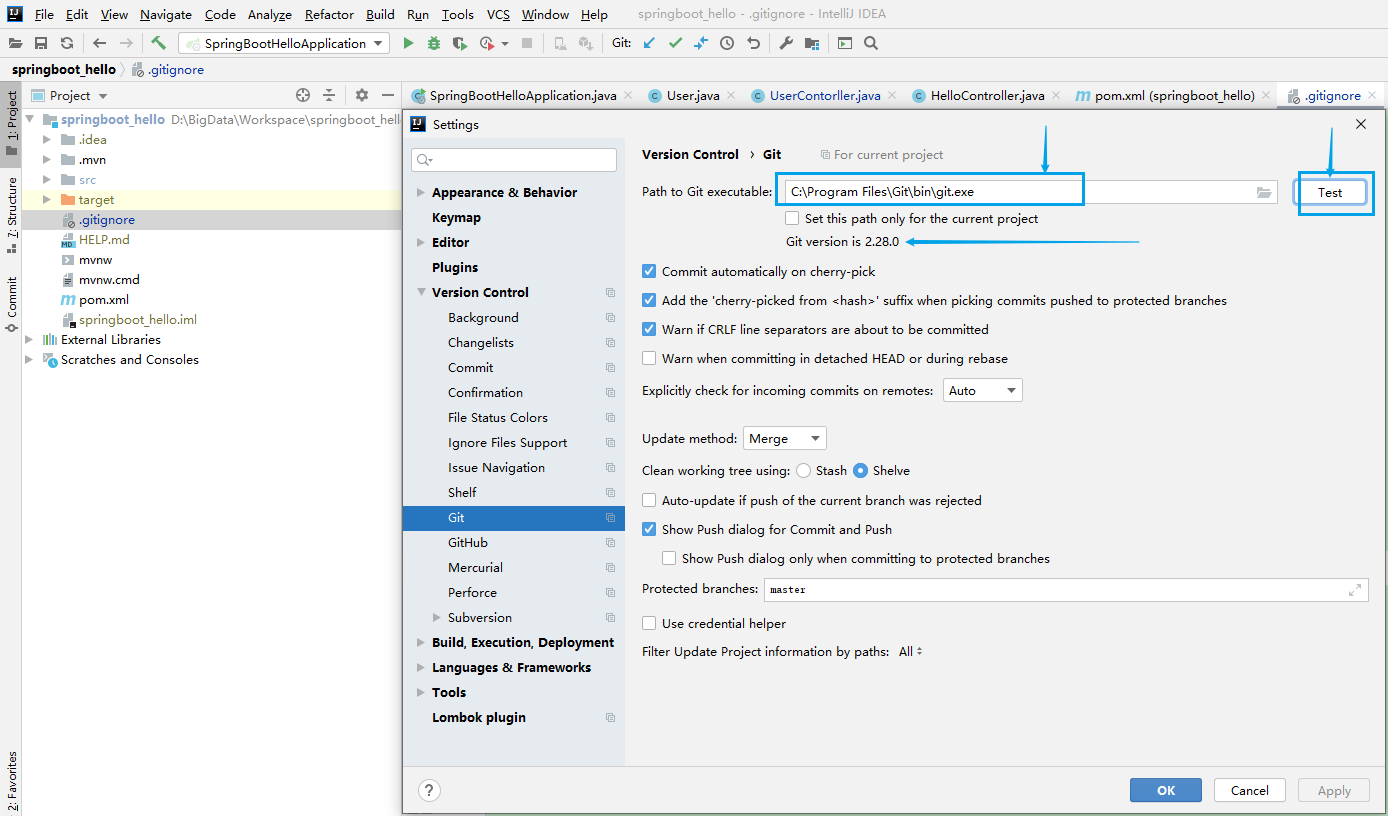 File Edit View Navigate Code Analyze Refactor Build Run Tools VCS Window Help springboot_hello - .gitignore - IntelliJ IDEA
SpringBootHelloApplication Git:
springboot_hello .gitignore
Project SpringBootHelloApplication.java User.java UserContorller.java HelloController.java pom.xml (springboot_hello) .gitignore
1: Project
7: Structure
Commit
2: Favorites
springboot_hello D:\BigData\Workspace\springboot_hello
.idea
.mvn
src
target
.gitignore
HELP.md
mvnw
mvnw.cmd
pom.xml
springboot_hello.iml
External Libraries
Scratches and Consoles
Settings
Appearance & Behavior
Keymap
Editor
Plugins
Version Control
Background
Changelists
Commit
Confirmation
File Status Colors
Ignore Files Support
Issue Navigation
Shelf
Git
GitHub
Mercurial
Perforce
Subversion
Build, Execution, Deployment
Languages & Frameworks
Tools
Lombok plugin
Version Control › Git For current project
Path to Git executable: C:\Program Files\Git\bin\git.exe Test
Set this path only for the current project
Git version is 2.28.0
Commit automatically on cherry-pick
Add the 'cherry-picked from <hash>' suffix when picking commits pushed to protected branches
Warn if CRLF line separators are about to be committed
Warn when committing in detached HEAD or during rebase
Explicitly check for incoming commits on remotes: Auto
Update method: Merge
Clean working tree using: Stash Shelve
Auto-update if push of the current branch was rejected
Show Push dialog for Commit and Push
Show Push dialog only when committing to protected branches
Protected branches: master
Use credential helper
Filter Update Project information by paths: All
? OK Cancel Apply